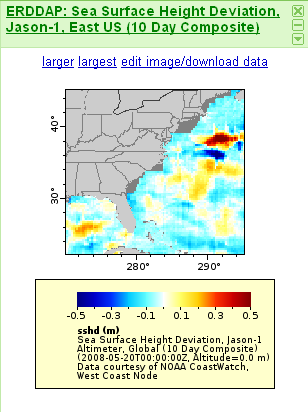 ERDDAP: Sea Surface Height Deviation,
Jason-1, East US (10 Day Composite)
larger largest edit image/download data
40°
30°
280° 290°
-0.5 -0.3 -0.1 0.1 0.3 0.5
sshd (m)
Sea Surface Height Deviation, Jason-1
Altimeter, Global (10 Day Composite)
(2008-05-20T00:00:00Z, Altitude=0.0 m)
Data courtesy of NOAA CoastWatch,
West Coast Node